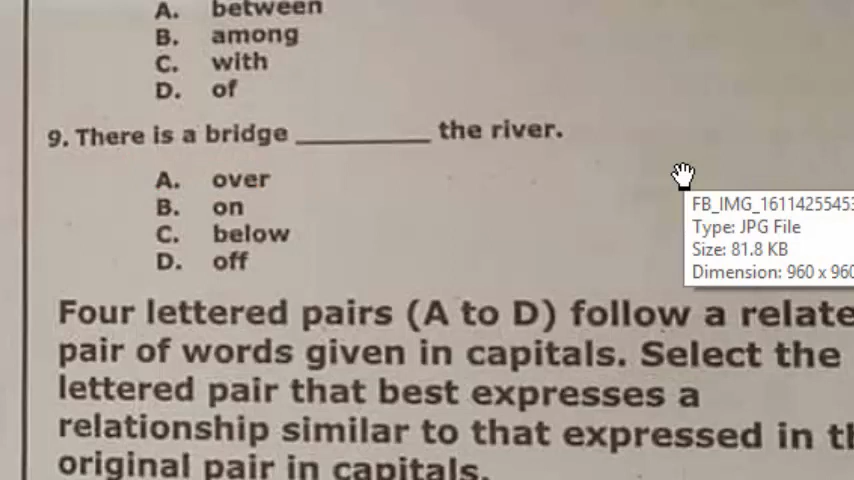 A. between
B. among
C. with
D. of
9. There is a bridge __________ the river.
A. over
B. on
C. below
D. off
FB_IMG_1611425545
Type: JPG File
Size: 81.8 KB
Dimension: 960 x 960
Four lettered pairs (A to D) follow a relate
pair of words given in capitals. Select the
lettered pair that best expresses a
relationship similar to that expressed in th
original pair in capitals.